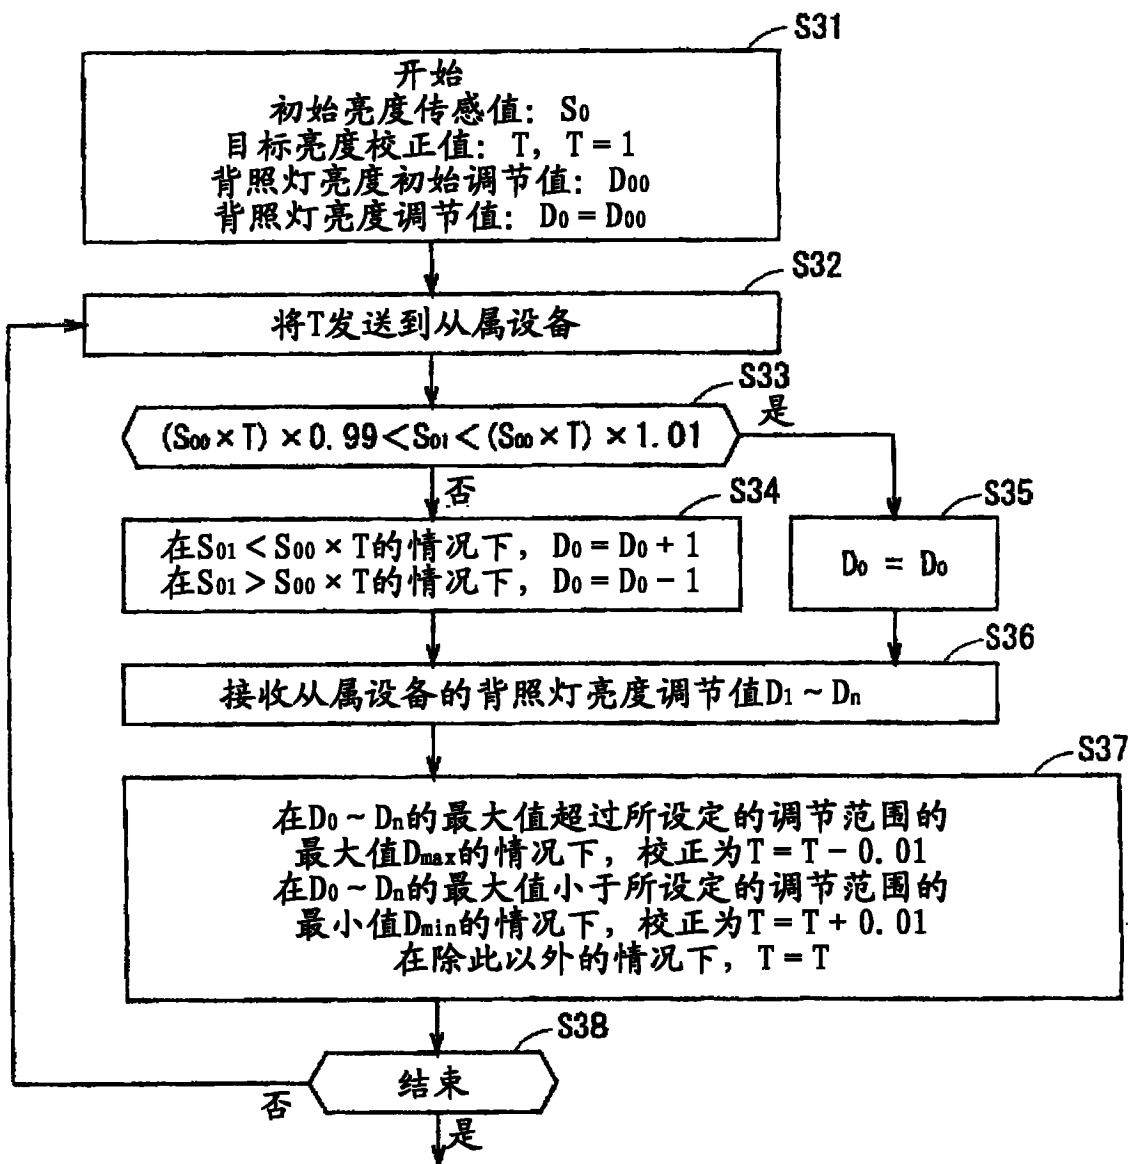 S31
开始
初始亮度传感值: S0
目标亮度校正值: T, T = 1
背照灯亮度初始调节值: D00
背照灯亮度调节值: D0 = D00
S32
将T发送到从属设备
S33
(S00 × T) × 0.99 < S01 < (S00 × T) × 1.01
是
否
S34
在S01 < S00 × T的情况下, D0 = D0 + 1
在S01 > S00 × T的情况下, D0 = D0 - 1
S35
D0 = D0
S36
接收从属设备的背照灯亮度调节值D1 ~ Dn
S37
在D0 ~ Dn的最大值超过所设定的调节范围的
最大值Dmax的情况下, 校正为T = T - 0.01
在D0 ~ Dn的最大值小于所设定的调节范围的
最小值Dmin的情况下, 校正为T = T + 0.01
在除此以外的情况下, T = T
S38
结束
否
是